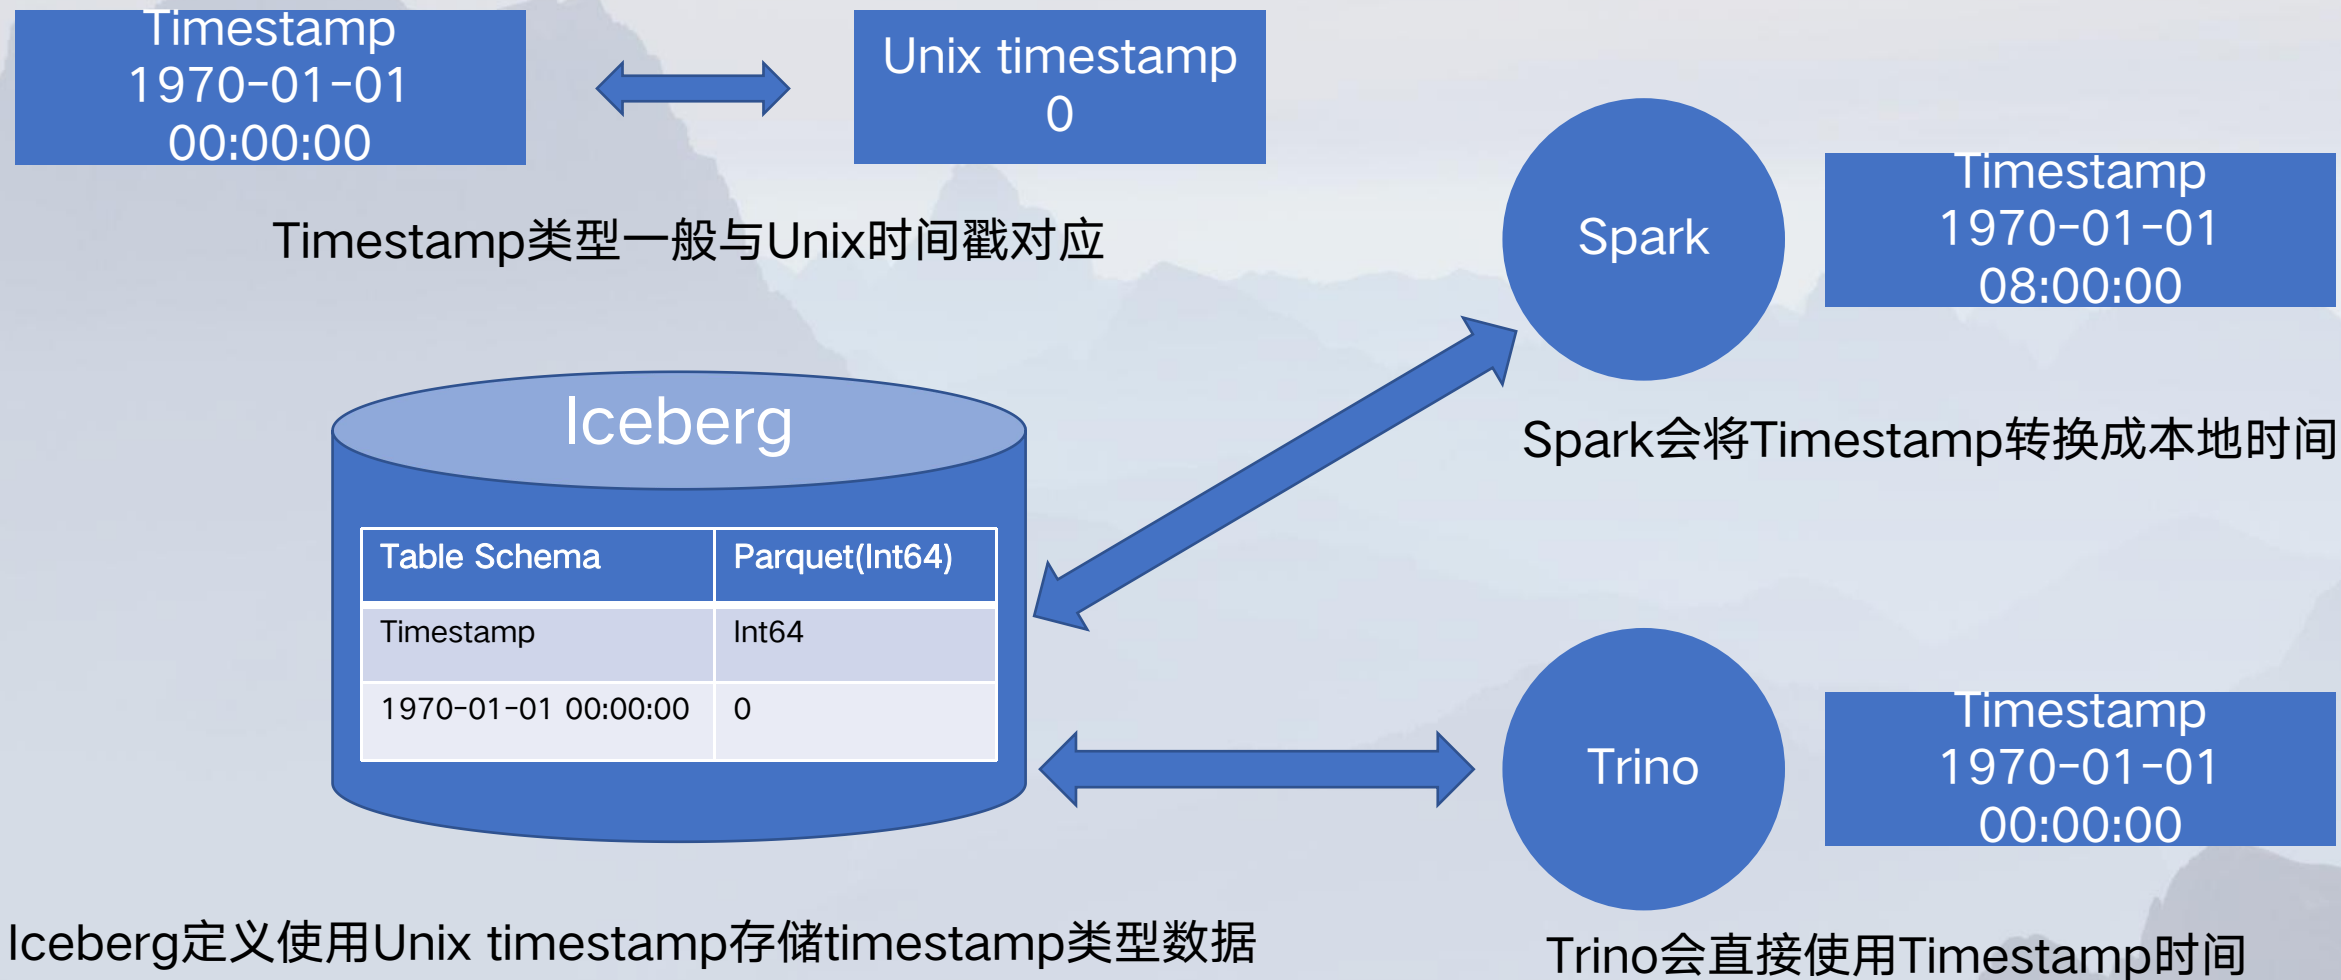 Timestamp
1970-01-01
00:00:00
Unix timestamp
0
Timestamp类型一般与Unix时间戳对应
Spark
Timestamp
1970-01-01
08:00:00
Spark会将Timestamp转换成本地时间
Iceberg
Table Schema
Parquet(Int64)
Timestamp
Int64
1970-01-01 00:00:00
0
Iceberg定义使用Unix timestamp存储timestamp类型数据
Trino
Timestamp
1970-01-01
00:00:00
Trino会直接使用Timestamp时间